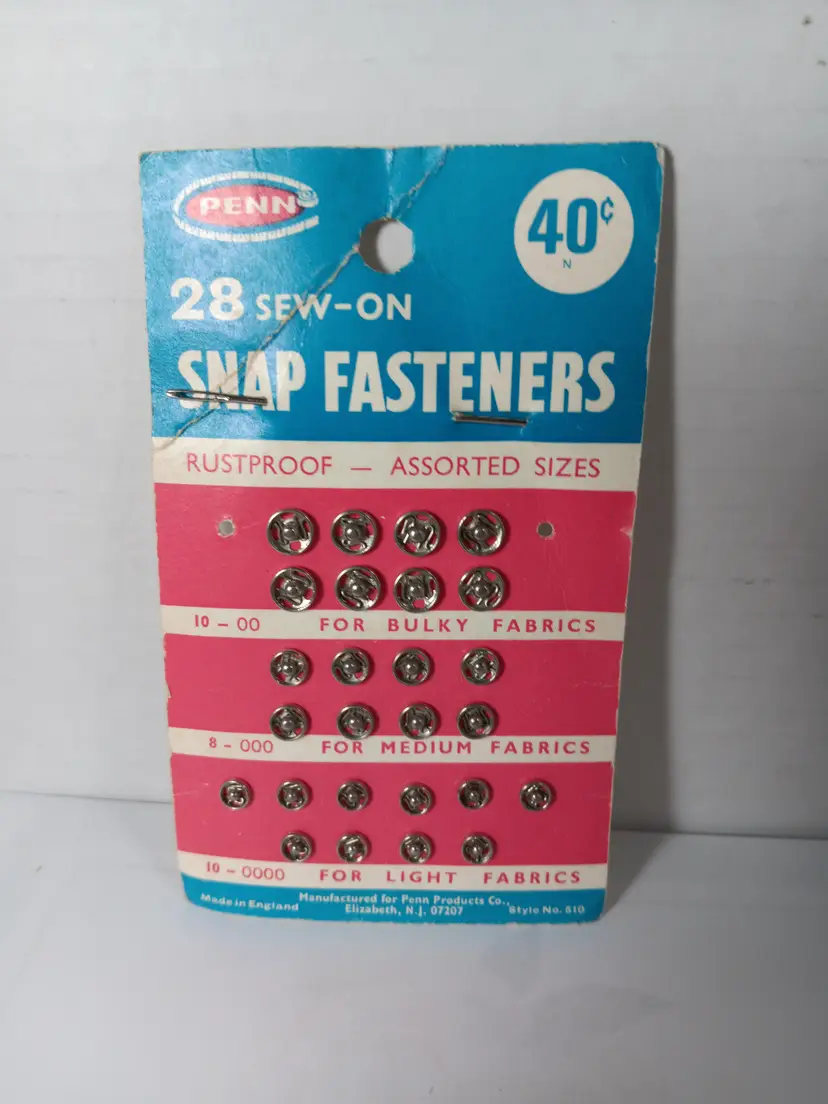 PENN
40¢
N
28 SEW-ON
SNAP FASTENERS
RUSTPROOF — ASSORTED SIZES
10 – 00 FOR BULKY FABRICS
8 – 000 FOR MEDIUM FABRICS
10 – 0000 FOR LIGHT FABRICS
Made in England
Manufactured for Penn Products Co.,
Elizabeth, N.J. 07207
Style No. 510